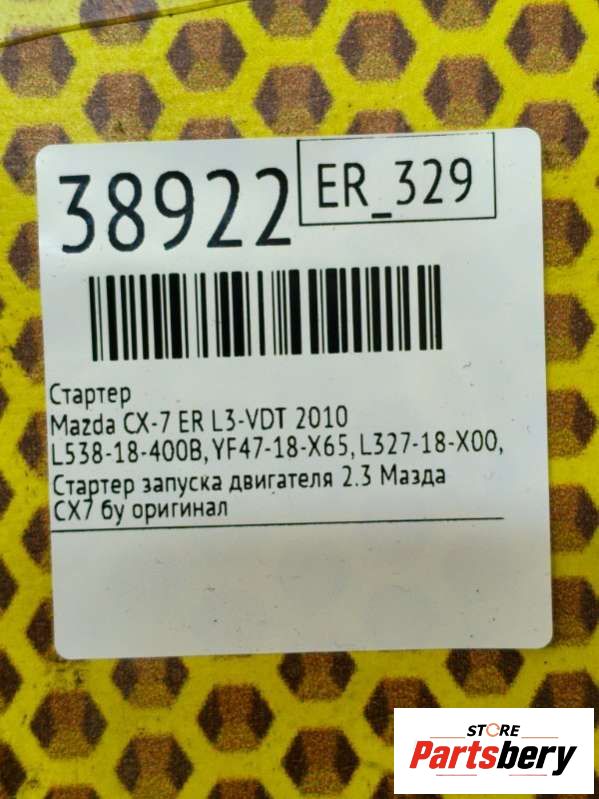 38922
ER_329
Стартер
Mazda CX-7 ER L3-VDT 2010
L538-18-400B, YF47-18-X65, L327-18-X00,
Стартер запуска двигателя 2.3 Мазда
CX7 бу оригинал
STORE
Partsbery